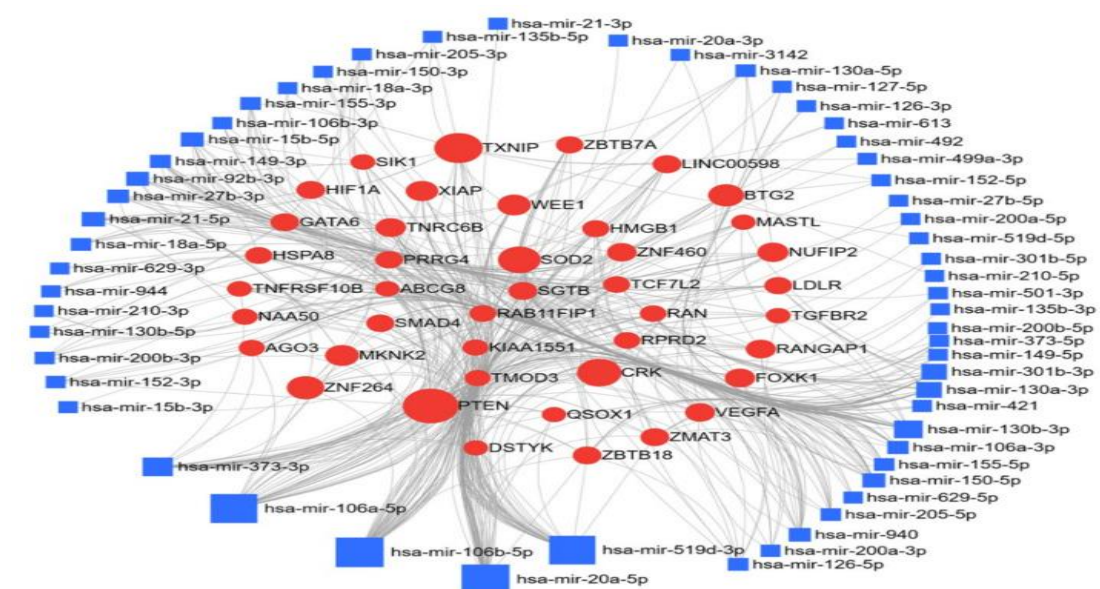 hsa-mir-21-3p
hsa-mir-135b-5p
hsa-mir-20a-3p
hsa-mir-205-3p
hsa-mir-3142
hsa-mir-150-3p
hsa-mir-130a-5p
hsa-mir-18a-3p
hsa-mir-127-5p
hsa-mir-155-3p
hsa-mir-126-3p
hsa-mir-106b-3p
hsa-mir-613
hsa-mir-15b-5p
hsa-mir-492
TXNIP
ZBTB7A
hsa-mir-149-3p
SIK1
LINC00598
hsa-mir-499a-3p
hsa-mir-92b-3p
hsa-mir-152-5p
HIF1A
XIAP
BTG2
hsa-mir-27b-3p
WEE1
hsa-mir-27b-5p
hsa-mir-21-5p
GATA6
TNRC6B
HMGB1
MASTL
hsa-mir-200a-5p
hsa-mir-18a-5p
hsa-mir-519d-5p
HSPA8
PRRG4
SOD2
ZNF460
NUFIP2
hsa-mir-301b-5p
hsa-mir-629-3p
hsa-mir-210-5p
hsa-mir-944
TNFRSF10B
ABCG8
SGTB
TCF7L2
LDLR
hsa-mir-501-3p
hsa-mir-210-3p
hsa-mir-135b-3p
NAA50
SMAD4
RAB11FIP1
RAN
TGFBR2
hsa-mir-130b-5p
hsa-mir-200b-5p
hsa-mir-373-5p
AGO3
MKNK2
KIAA1551
RPRD2
RANGAP1
hsa-mir-200b-3p
hsa-mir-149-5p
hsa-mir-301b-3p
hsa-mir-152-3p
ZNF264
TMOD3
CRK
FOXK1
hsa-mir-130a-3p
hsa-mir-15b-3p
PTEN
QSOX1
VEGFA
hsa-mir-421
hsa-mir-130b-3p
DSTYK
ZBTB18
ZMAT3
hsa-mir-106a-3p
hsa-mir-373-3p
hsa-mir-155-5p
hsa-mir-150-5p
hsa-mir-629-5p
hsa-mir-106a-5p
hsa-mir-205-5p
hsa-mir-940
hsa-mir-106b-5p
hsa-mir-519d-3p
hsa-mir-200a-3p
hsa-mir-126-5p
hsa-mir-20a-5p